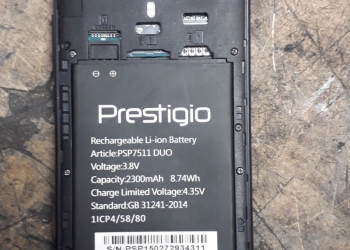 Prestigio
Rechargeable Li-ion Battery
Article:PSP7511 DUO
Voltage:3.8V
Capacity:2300mAh 8.74Wh
Charge Limited Voltage:4.35V
Standard:GB 31241-2014
1ICP4/58/80
S/N:PSP150272934311